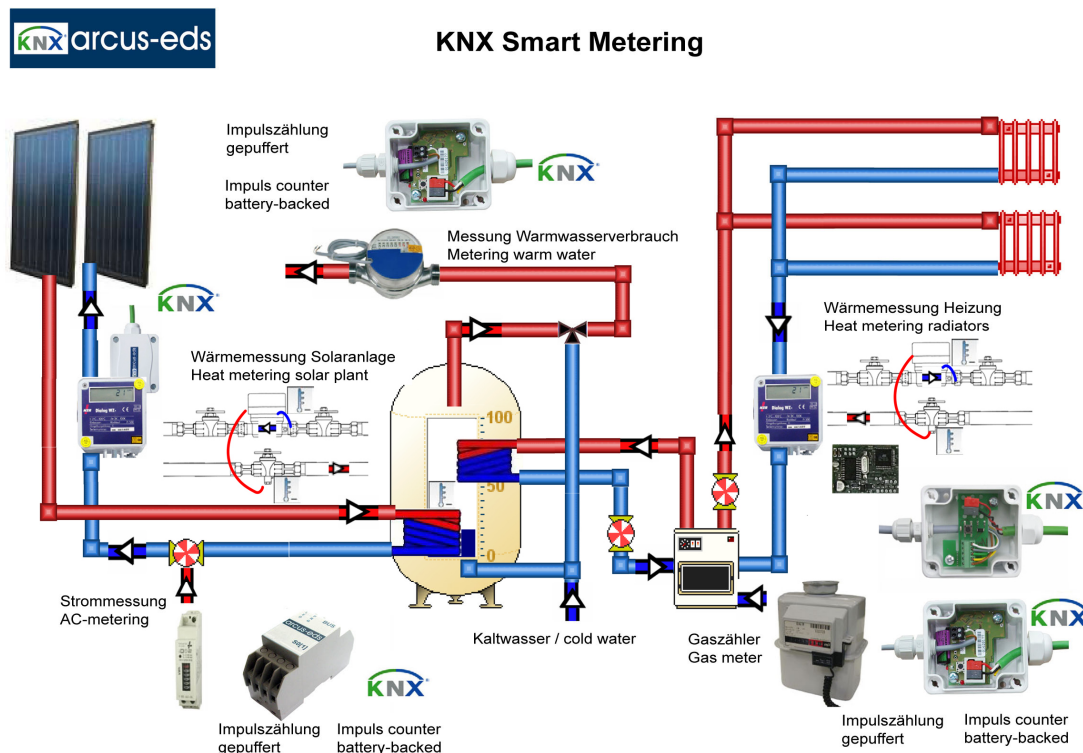 KNX arcus-eds
KNX Smart Metering
Impulszählung
gepuffert
Impuls counter
battery-backed
KNX
Messung Warmwasserverbrauch
Metering warm water
KNX
Wärmemessung Solaranlage
Heat metering solar plant
Wärmemessung Heizung
Heat metering radiators
100
50
0
KNX
Strommessung
AC-metering
arcus-eds
Kaltwasser / cold water
Gaszähler
Gas meter
KNX
KNX
Impulszählung
gepuffert
Impuls counter
battery-backed
Impulszählung
gepuffert
Impuls counter
battery-backed